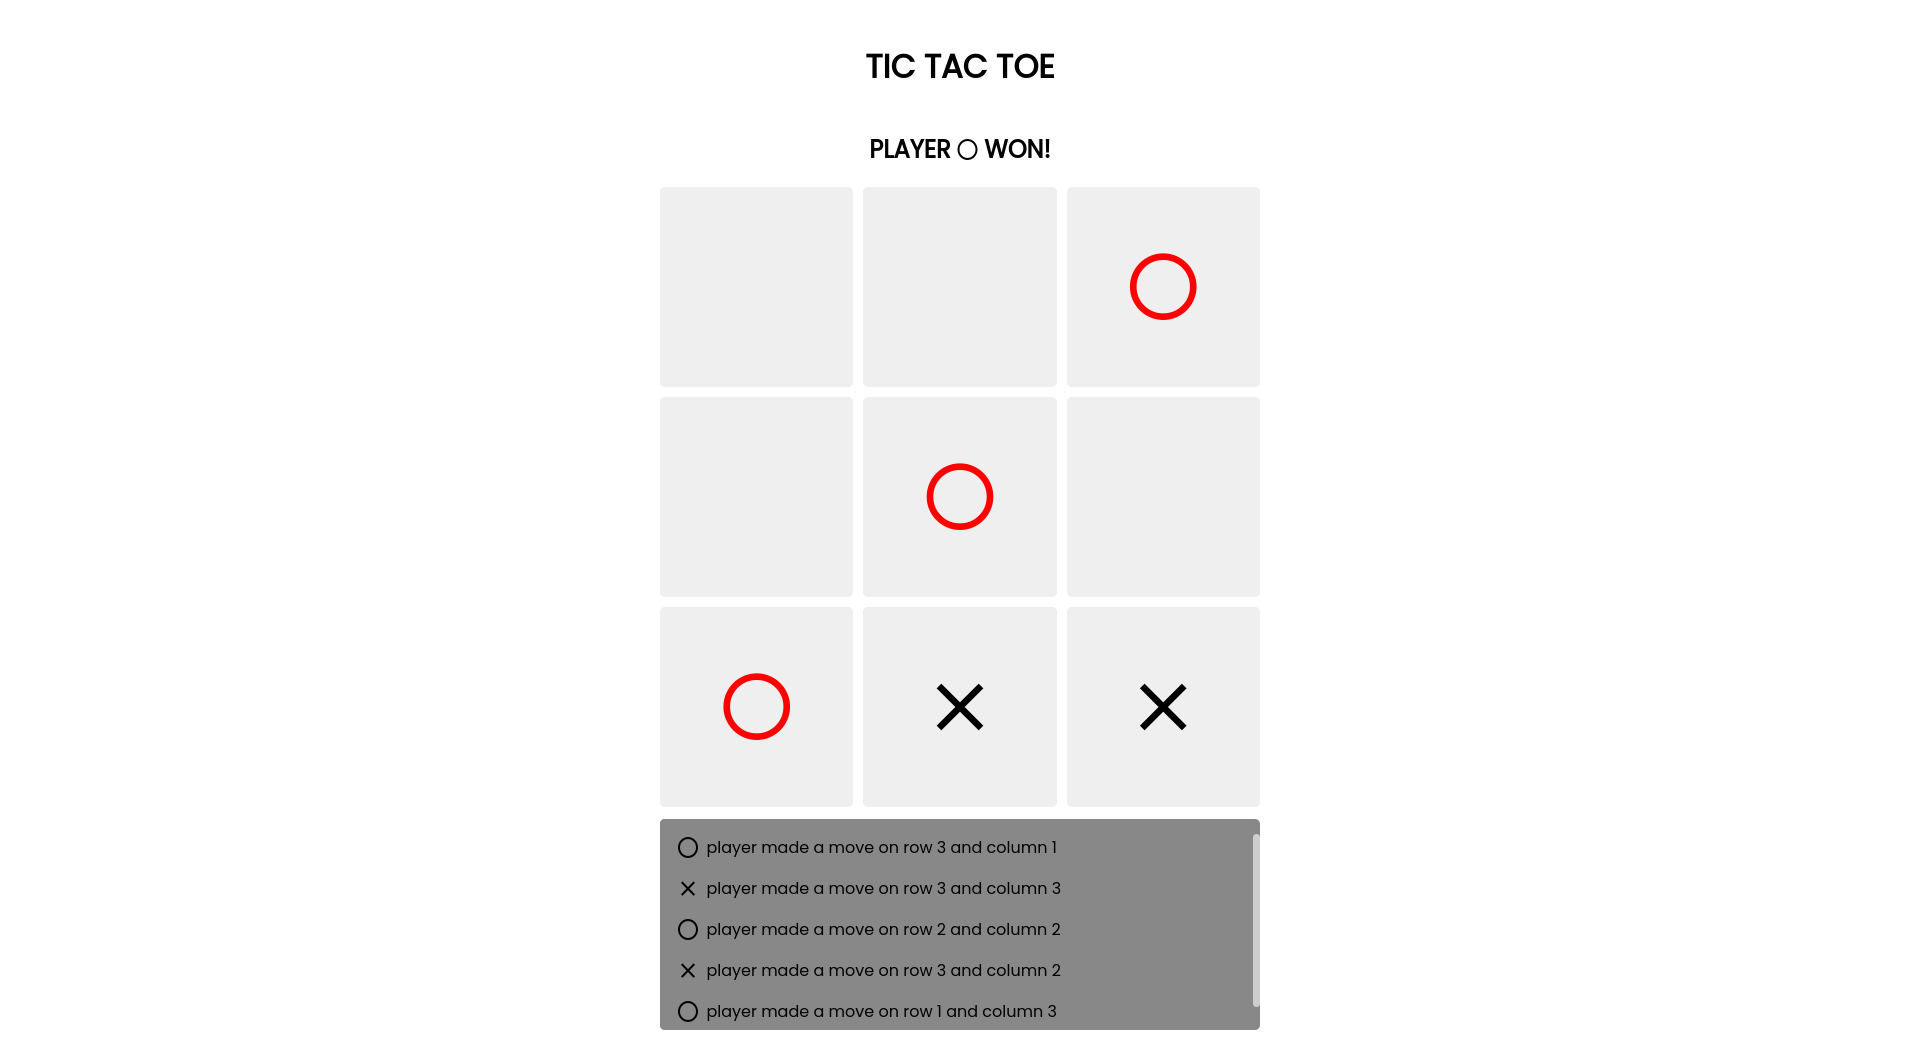 TIC TAC TOE
PLAYER O WON!
O player made a move on row 3 and column 1
X player made a move on row 3 and column 3
O player made a move on row 2 and column 2
X player made a move on row 3 and column 2
O player made a move on row 1 and column 3